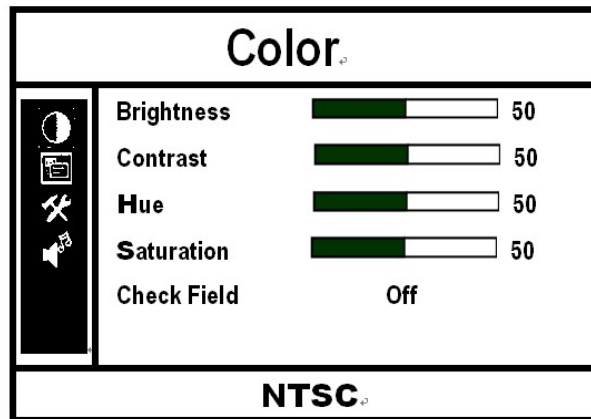 Color
Brightness 50
Contrast 50
Hue 50
Saturation 50
Check Field Off
NTSC